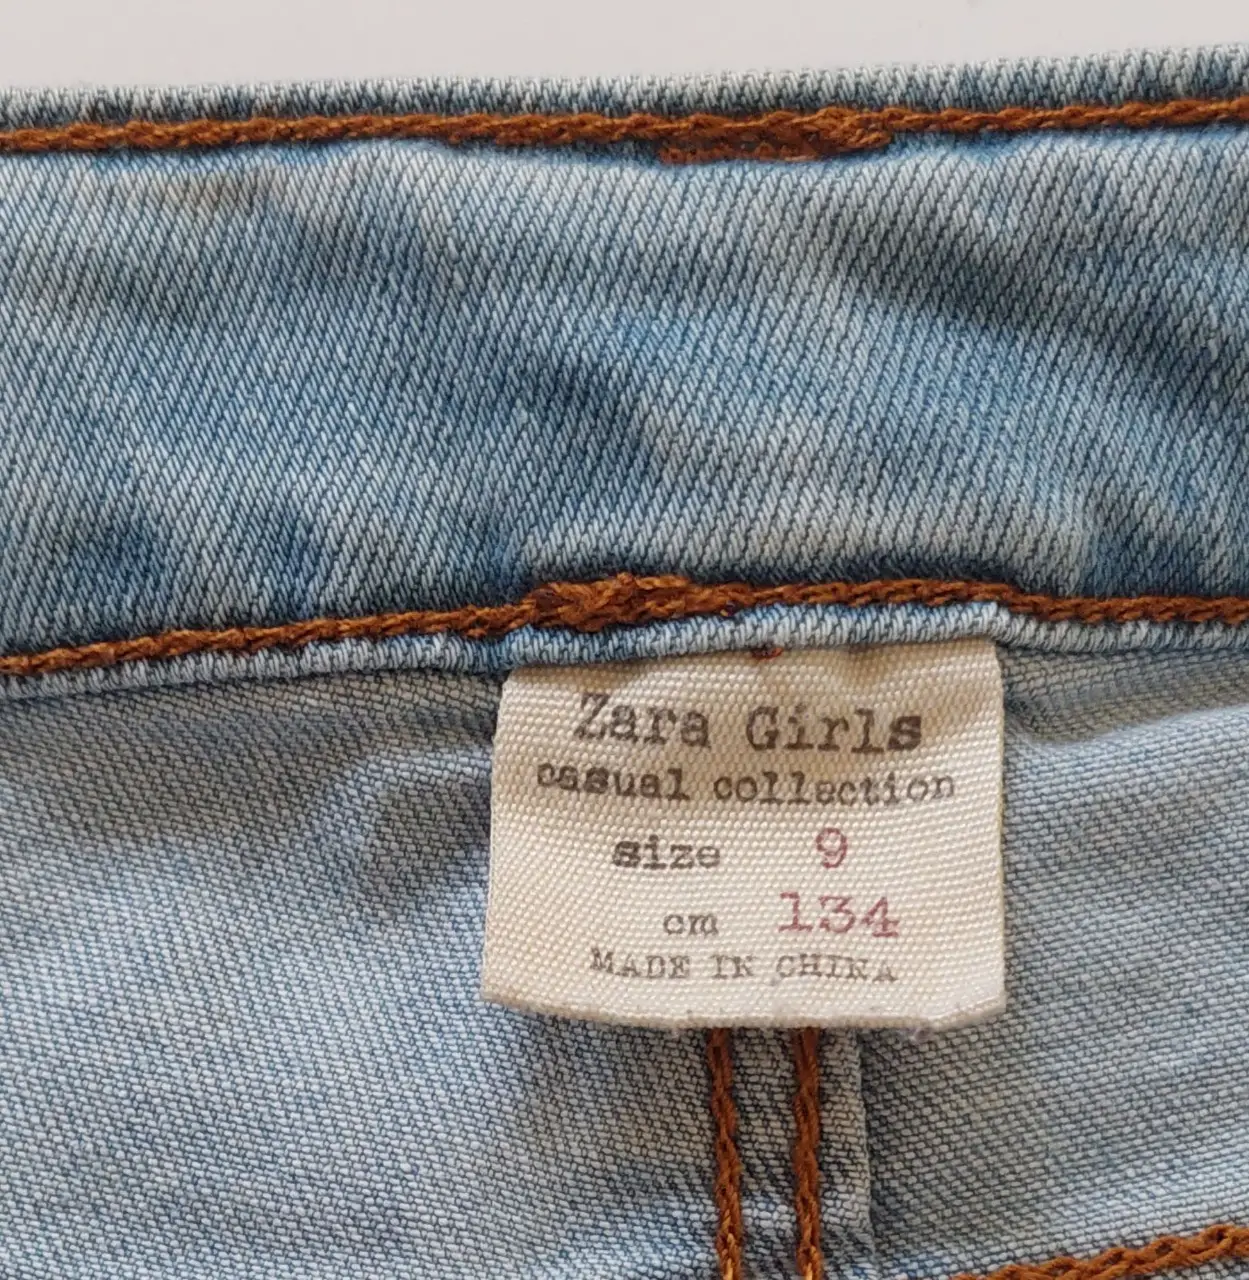 Zara Girls
casual collection
size 9
cm 134
MADE IN CHINA